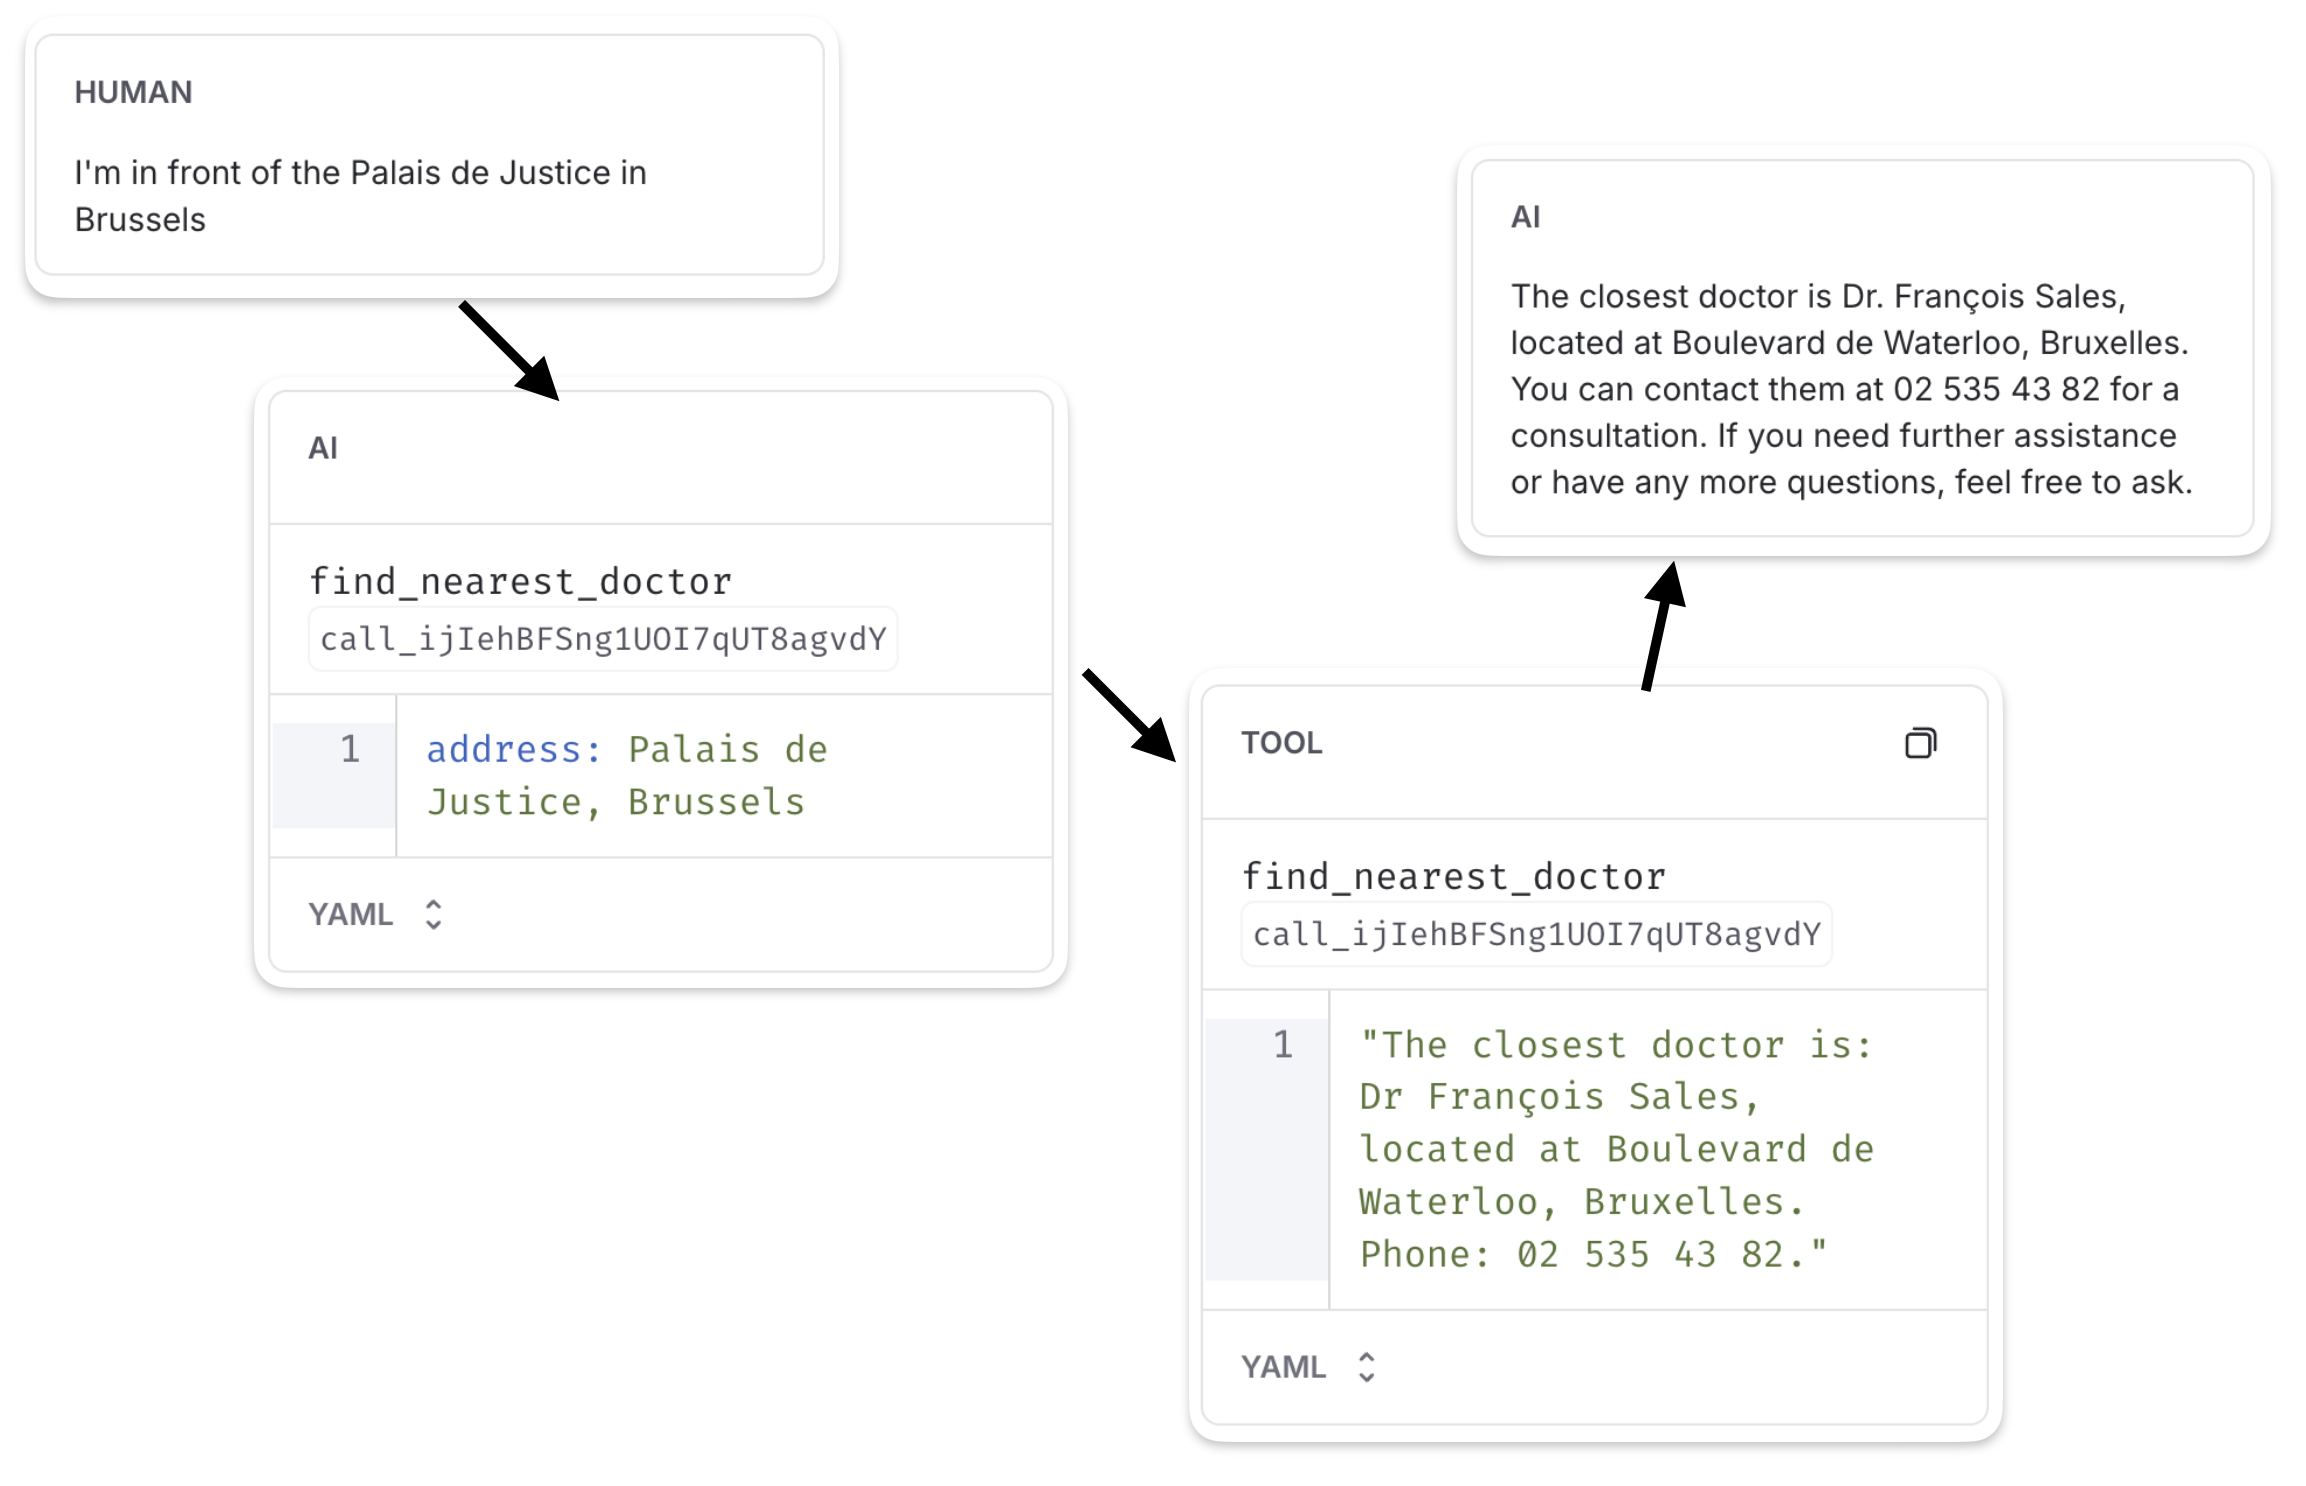 HUMAN
I'm in front of the Palais de Justice in
Brussels
AI
find_nearest_doctor
call_ijIehBFSng1UOI7qUT8agvdY
1
address: Palais de
Justice, Brussels
YAML
TOOL
find_nearest_doctor
call_ijIehBFSng1UOI7qUT8agvdY
1
"The closest doctor is:
Dr François Sales,
located at Boulevard de
Waterloo, Bruxelles.
Phone: 02 535 43 82."
YAML
AI
The closest doctor is Dr. François Sales,
located at Boulevard de Waterloo, Bruxelles.
You can contact them at 02 535 43 82 for a
consultation. If you need further assistance
or have any more questions, feel free to ask.